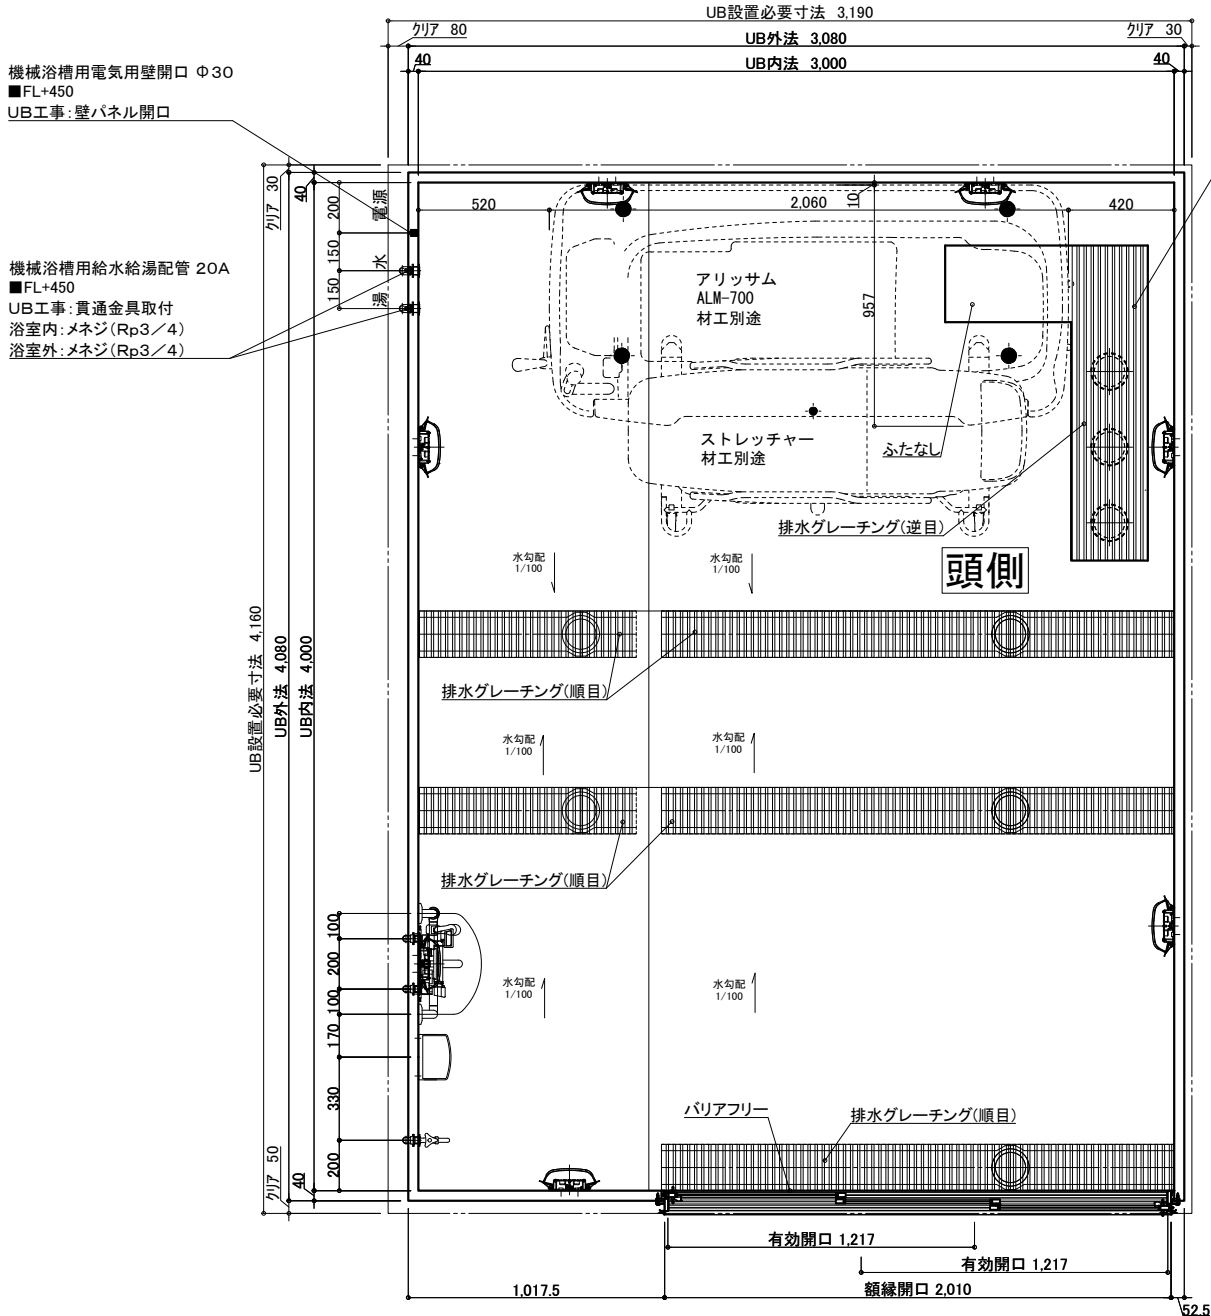 UB設置必要寸法 3,190
クリア 80
UB外法 3,080
クリア 30
40
UB内法 3,000
40
機械浴槽用電気用壁開口 Φ30
■FL+450
UB工事:壁パネル開口
機械浴槽用給水給湯配管 20A
■FL+450
UB工事:貫通金具取付
浴室内:メネジ(Rp3/4)
浴室外:メネジ(Rp3/4)
クリア 30
40
200
150
150
電源
水
湯
520
2,060
10
420
アリッサム
ALM-700
材工別途
957
ストレッチャー
材工別途
ふたなし
排水グレーチング(逆目)
頭側
水勾配
1/100
水勾配
1/100
UB設置必要寸法 4,160
UB外法 4,080
UB内法 4,000
排水グレーチング(順目)
水勾配
1/100
水勾配
1/100
排水グレーチング(順目)
100
200
100
170
330
200
水勾配
1/100
水勾配
1/100
バリアフリー
排水グレーチング(順目)
クリア 50
40
有効開口 1,217
有効開口 1,217
1,017.5
額縁開口 2,010
52.5